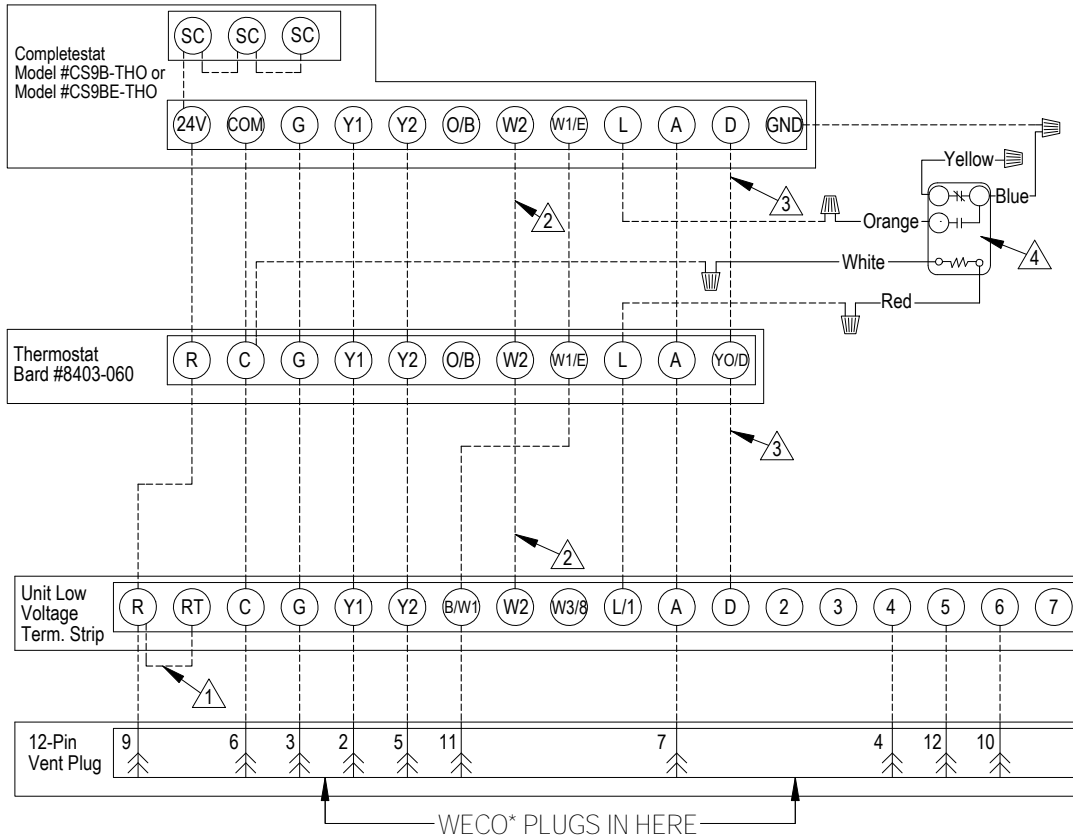 SC SC SC
Completestat
Model #CS9B-THO or
Model #CS9BE-THO
24V COM G Y1 Y2 O/B W2 W1/E L A D GND
Yellow
Blue
2
3
Orange
4
White
Red
Thermostat
Bard #8403-060
R C G Y1 Y2 O/B W2 W1/E L A YO/D
3
2
Unit Low
Voltage
Term. Strip
R RT C G Y1 Y2 B/W1 W2 W3/8 L/1 A D 2 3 4 5 6 7
1
12-Pin
Vent Plug
9 6 3 2 5 11 7 4 12 10
WECO* PLUGS IN HERE